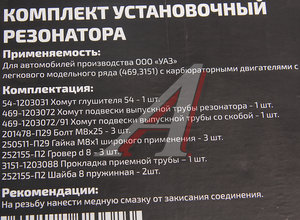 КОМПЛЕКТ УСТАНОВОЧНЫЙ
РЕЗОНАТОРА
Применяемость:
Для автомобилей производства ООО «УАЗ»
легкового модельного ряда (469,3151) с карбюраторными двигателями с
Комплектация:
54-1203031 Хомут глушителя 54 - 1 шт.
469-1203072 Хомут подвески выпускной трубы резонатора - 1 шт.
469-1203072/91 Хомут подвески выпускной трубы со скобой - 1 шт.
201478-П29 Болт М8х25 - 3 шт.
250511-П29 Гайка М8х1 широкого применения - 3 шт.
252155-П2 Гровер d 8 - 3 шт.
3151-1203088 Прокладка приемной трубы - 1 шт.
252155-П2 Шайба 8 пружинная - 2шт.
Рекомендации:
На резьбу нанести медную смазку от закисания соединения.